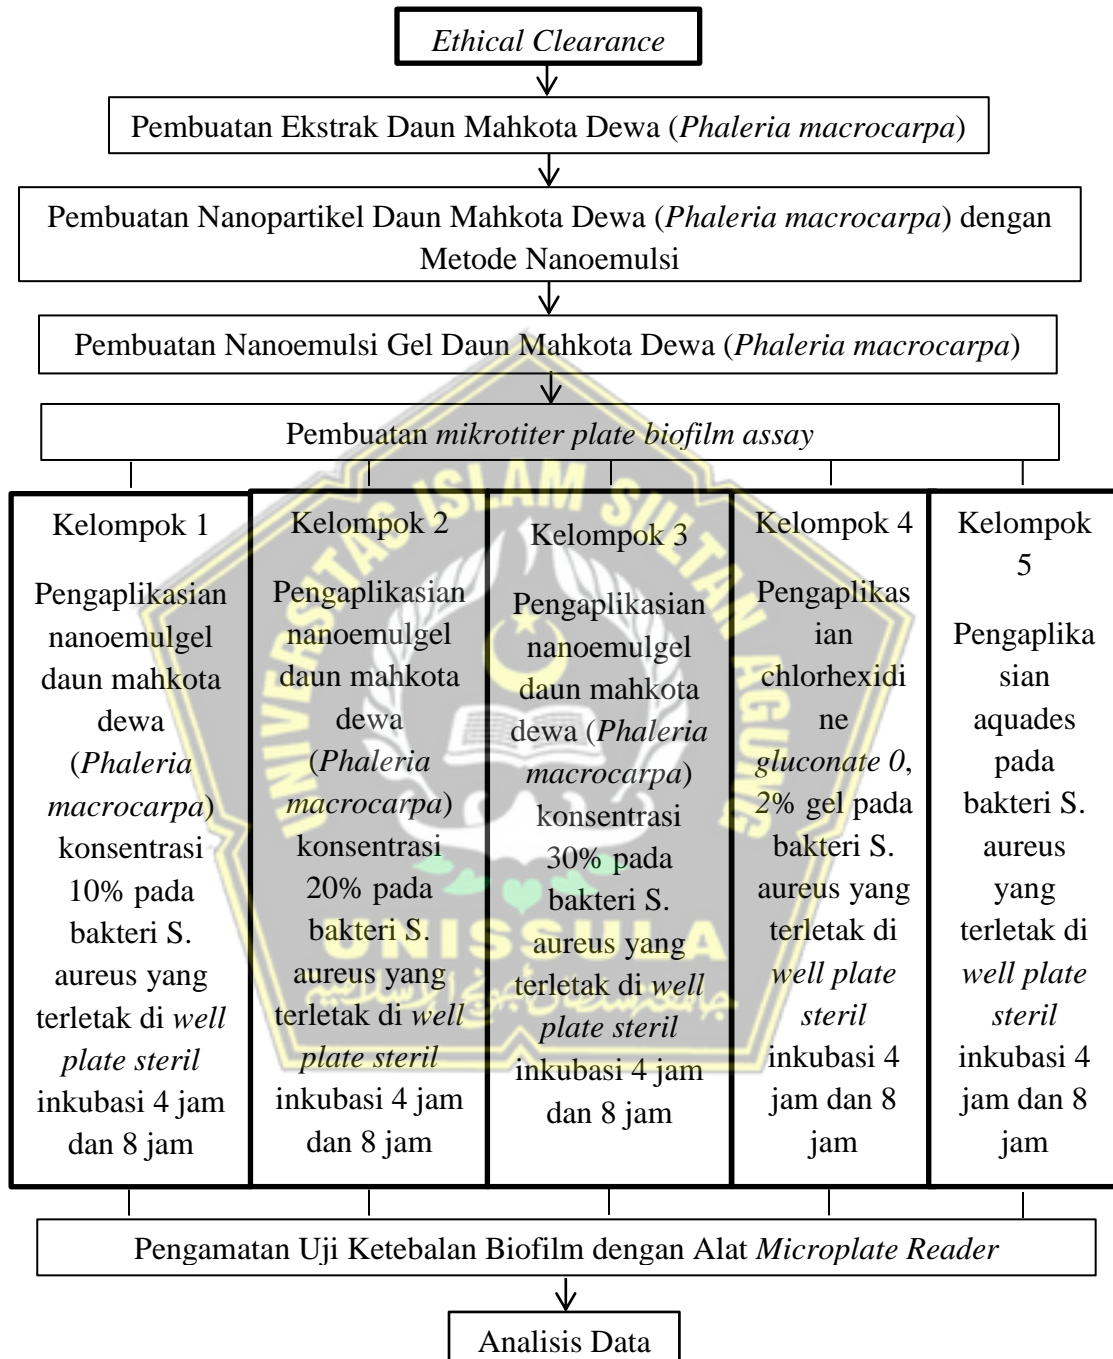 Ethical Clearance
Pembuatan Ekstrak Daun Mahkota Dewa (Phaleria macrocarpa)
Pembuatan Nanopartikel Daun Mahkota Dewa (Phaleria macrocarpa) dengan
Metode Nanoemulsi
Pembuatan Nanoemulsi Gel Daun Mahkota Dewa (Phaleria macrocarpa)
Pembuatan mikrotiter plate biofilm assay
Kelompok 1
Pengaplikasian
nanoemulgel
daun mahkota
dewa
(Phaleria
macrocarpa)
konsentrasi
10% pada
bakteri S.
aureus yang
terletak di well
plate steril
inkubasi 4 jam
dan 8 jam
Kelompok 2
Pengaplikasian
nanoemulgel
daun mahkota
dewa
(Phaleria
macrocarpa)
konsentrasi
20% pada
bakteri S.
aureus yang
terletak di well
plate steril
inkubasi 4 jam
dan 8 jam
Kelompok 3
Pengaplikasian
nanoemulgel
daun mahkota
dewa (Phaleria
macrocarpa)
konsentrasi
30% pada
bakteri S.
aureus yang
terletak di well
plate steril
inkubasi 4 jam
dan 8 jam
Kelompok 4
Pengaplikas
ian
chlorhexidi
ne
gluconate 0,
2% gel pada
bakteri S.
aureus yang
terletak di
well plate
steril
inkubasi 4
jam dan 8
jam
Kelompok
5
Pengaplika
sian
aquades
pada
bakteri S.
aureus
yang
terletak di
well plate
steril
inkubasi 4
jam dan 8
jam
Pengamatan Uji Ketebalan Biofilm dengan Alat Microplate Reader
Analisis Data
UNIVERSITAS ISLAM SULTAN AGUNG
UNISSULA